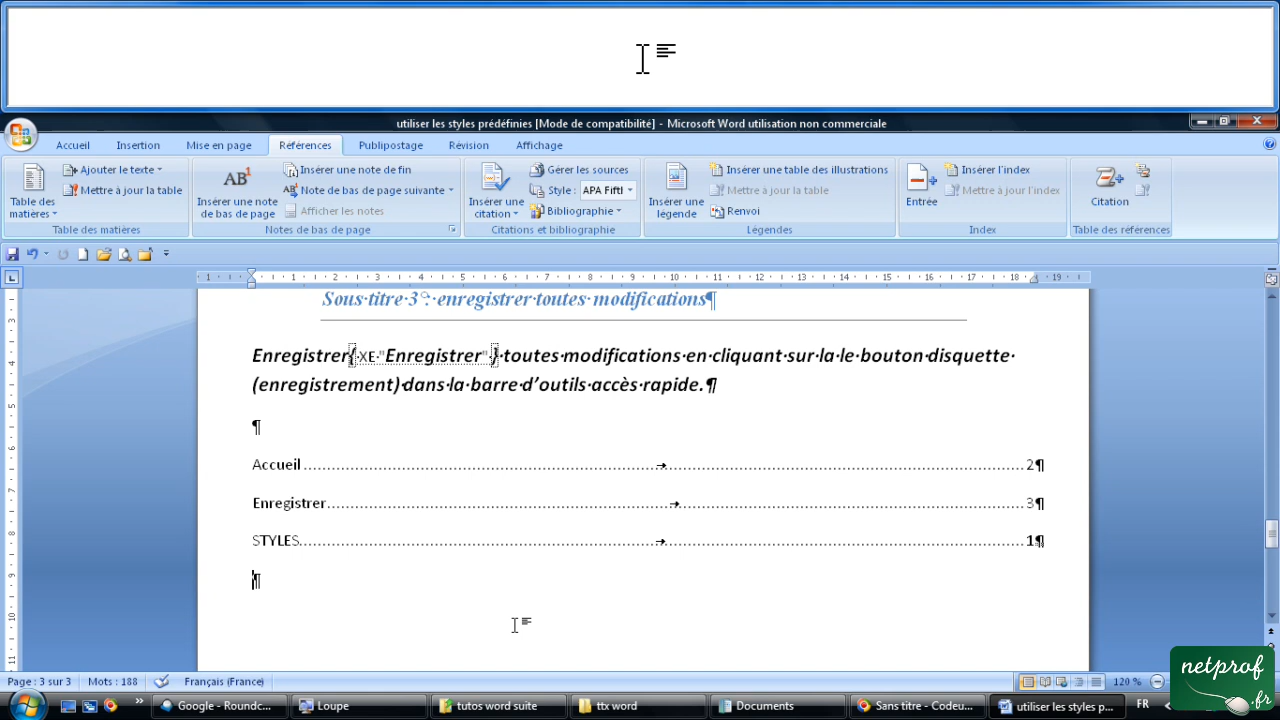 utiliser les styles prédéfinies [Mode de compatibilité] - Microsoft Word utilisation non commerciale
Accueil Insertion Mise en page Références Publipostage Révision Affichage
Table des matières
Ajouter le texte
Mettre à jour la table
Table des matières
AB¹
Insérer une note de bas de page
Insérer une note de fin
Note de bas de page suivante
Afficher les notes
Notes de bas de page
Insérer une citation
Gérer les sources
Style : APA Fifth
Bibliographie
Citations et bibliographie
Insérer une légende
Insérer une table des illustrations
Mettre à jour la table
Renvoi
Légendes
Entrée
Insérer l'index
Mettre à jour l'index
Index
Citation
Table des références
Sous·titre·3°:·enregistrer·toutes·modifications¶
Enregistrer{·XE·"Enregistrer"·}·toutes·modifications·en·cliquant·sur·la·le·bouton·disquette·
(enregistrement)·dans·la·barre·d'outils·accès·rapide.¶
¶
Accueil → 2¶
Enregistrer → 3¶
STYLES → 1¶
¶
Page : 3 sur 3 Mots : 188 Français (France) 120 %
Google - Roundc... Loupe tutos word suite ttx word Documents Sans titre - Codeu... utiliser les styles p... FR
netprof
.fr